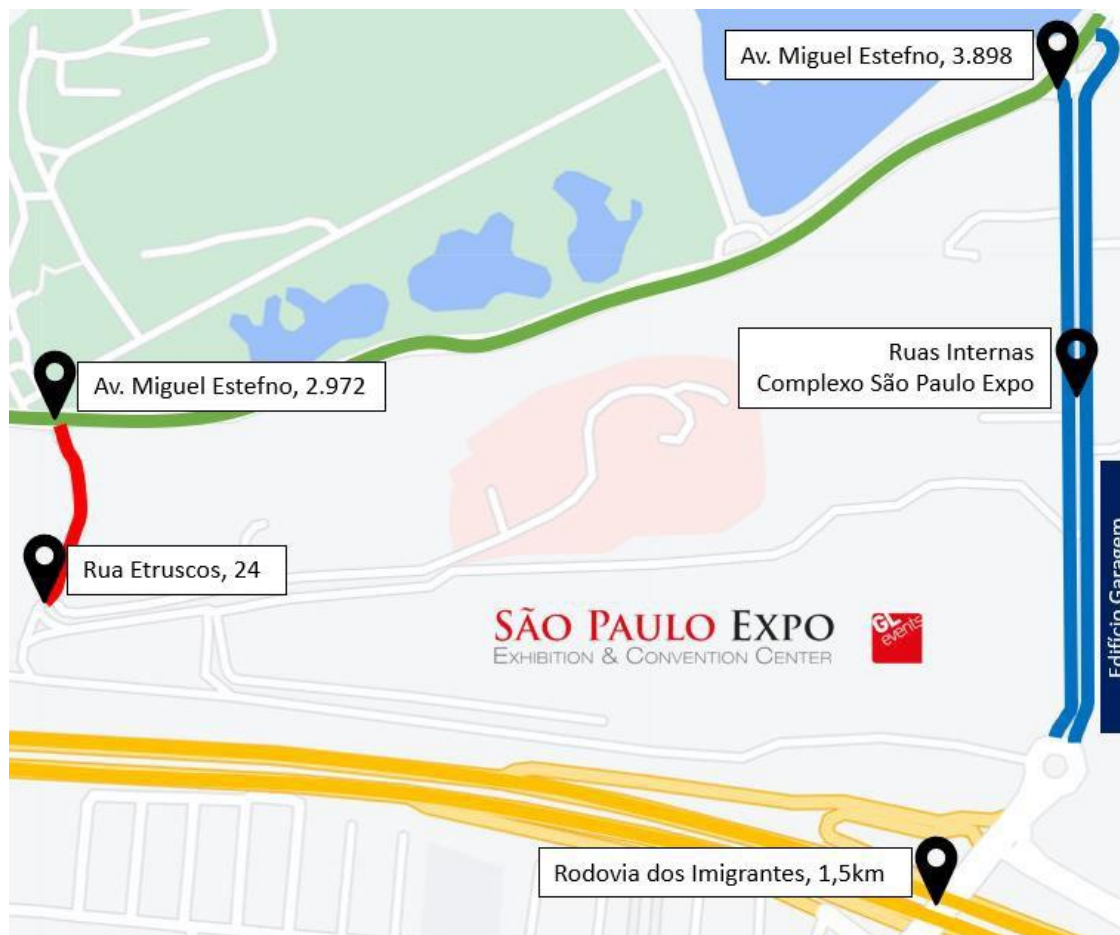 Av. Miguel Estefno, 3.898
Ruas Internas
Complexo São Paulo Expo
Av. Miguel Estefno, 2.972
Rua Etruscos, 24
Edifício Garagem
SÃO PAULO EXPO
EXHIBITION & CONVENTION CENTER
GL
events
Rodovia dos Imigrantes, 1,5km